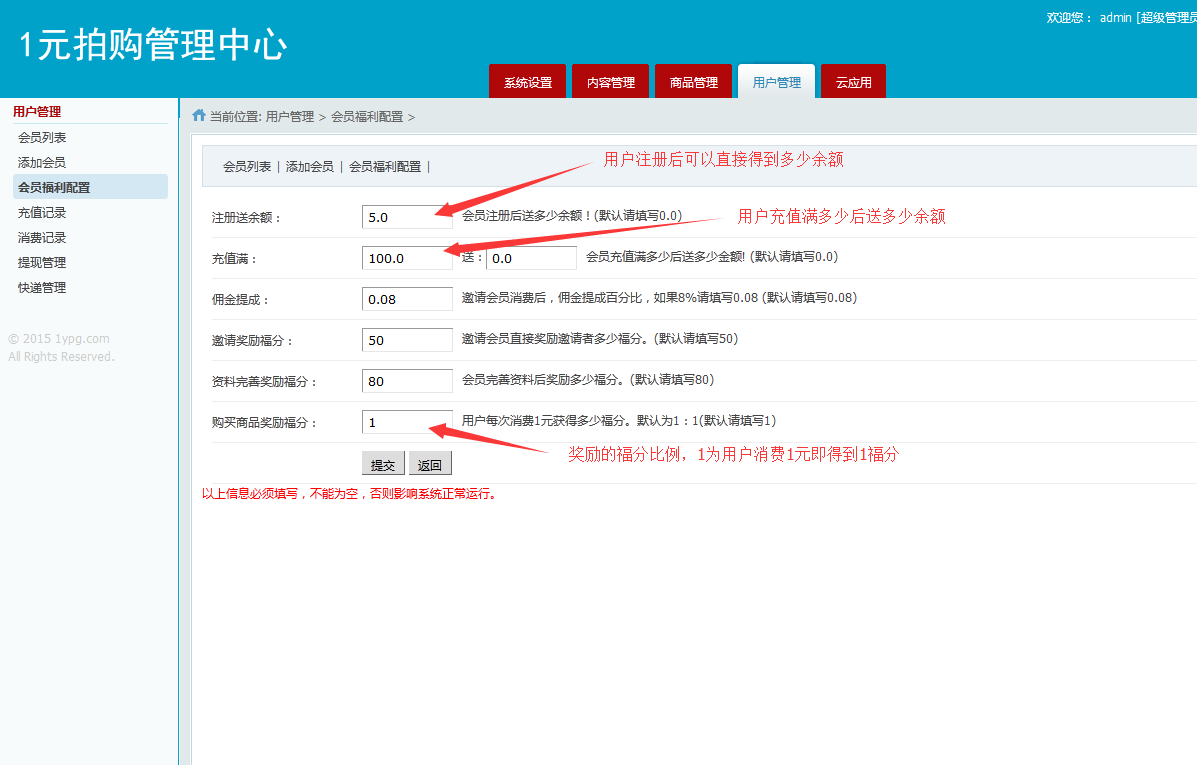 欢迎您： admin [超级管理员
1元拍购管理中心
系统设置 内容管理 商品管理 用户管理 云应用
用户管理
会员列表
添加会员
会员福利配置
充值记录
消费记录
提现管理
快递管理
© 2015 1ypg.com
All Rights Reserved.
当前位置: 用户管理 > 会员福利配置 >
会员列表 | 添加会员 | 会员福利配置 |
用户注册后可以直接得到多少余额
注册送余额： 5.0 会员注册后送多少余额！(默认请填写0.0)
用户充值满多少后送多少余额
充值满： 100.0 送： 0.0 会员充值满多少后送多少金额! (默认请填写0.0)
佣金提成： 0.08 邀请会员消费后，佣金提成百分比，如果8%请填写0.08 (默认请填写0.08)
邀请奖励福分： 50 邀请会员直接奖励邀请者多少福分。(默认请填写50)
资料完善奖励福分： 80 会员完善资料后奖励多少福分。(默认请填写80)
购买商品奖励福分： 1 用户每次消费1元获得多少福分。默认为1：1(默认请填写1)
奖励的福分比例，1为用户消费1元即得到1福分
提交 返回
以上信息必须填写，不能为空，否则影响系统正常运行。